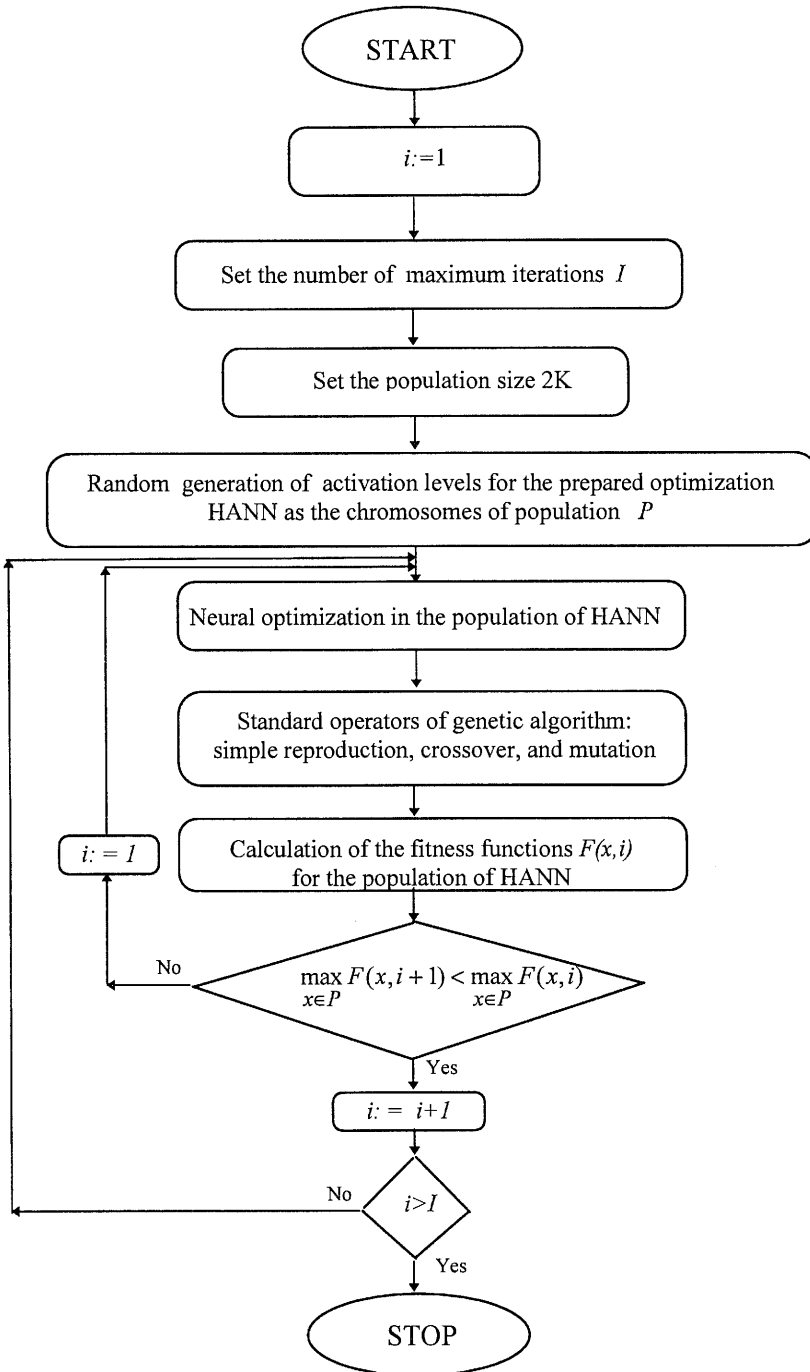 START
i:=1
Set the number of maximum iterations I
Set the population size 2K
Random generation of activation levels for the prepared optimization
HANN as the chromosomes of population P
Neural optimization in the population of HANN
Standard operators of genetic algorithm:
simple reproduction, crossover, and mutation
i: = 1
Calculation of the fitness functions F(x,i)
for the population of HANN
No
max F(x, i + 1) < max F(x, i)
x∈P x∈P
Yes
i: = i+1
No
i>I
Yes
STOP